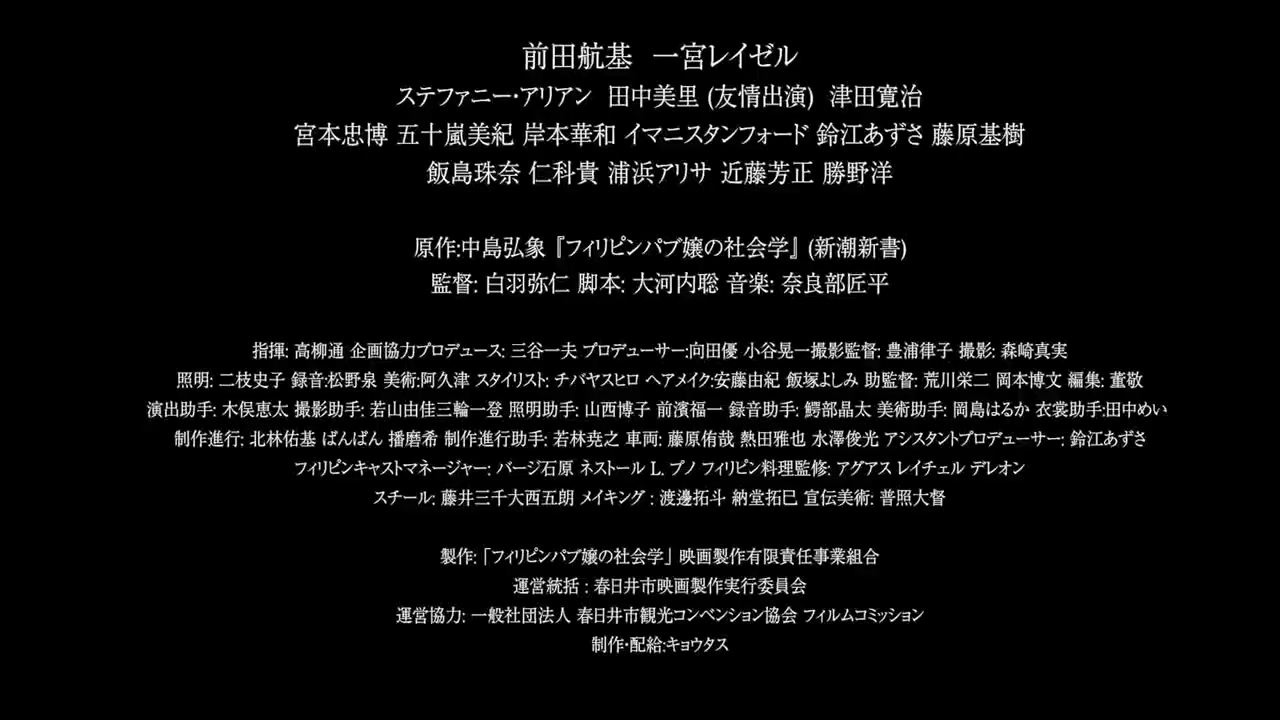 前田航基 一宮レイゼル
ステファニー・アリアン 田中美里 (友情出演) 津田寛治
宮本忠博 五十嵐美紀 岸本華和 イマニスタンフォード 鈴江あずさ 藤原基樹
飯島珠奈 仁科貴 浦浜アリサ 近藤芳正 勝野洋
原作:中島弘象『フィリピンパブ嬢の社会学』(新潮新書)
監督: 白羽弥仁 脚本: 大河内聡 音楽: 奈良部匠平
指揮: 高柳通 企画協力プロデュース: 三谷一夫 プロデューサー:向田優 小谷晃一撮影監督: 豊浦律子 撮影: 森崎真実
照明: 二枝史子 録音:松野泉 美術:阿久津 スタイリスト: チバヤスヒロ ヘアメイク:安藤由紀 飯塚よしみ 助監督: 荒川栄二 岡本博文 編集: 董敬
演出助手: 木俣恵太 撮影助手: 若山由佳三輪一登 照明助手: 山西博子 前濱福一 録音助手: 鰐部晶太 美術助手: 岡島はるか 衣裳助手:田中めい
制作進行: 北林佑基 ばんばん 播磨希 制作進行助手: 若林尭之 車両: 藤原侑哉 熱田雅也 水澤俊光 アシスタントプロデューサー: 鈴江あずさ
フィリピンキャストマネージャー: バージ石原 ネストール L. プノ フィリピン料理監修: アグアス レイチェル デレオン
スチール: 藤井三千大西五朗 メイキング : 渡邊拓斗 納堂拓巳 宣伝美術: 普照大督
製作: 「フィリピンパブ嬢の社会学」 映画製作有限責任事業組合
運営統括 : 春日井市映画製作実行委員会
運営協力: 一般社団法人 春日井市観光コンベンション協会 フィルムコミッション
制作・配給:キョウタス